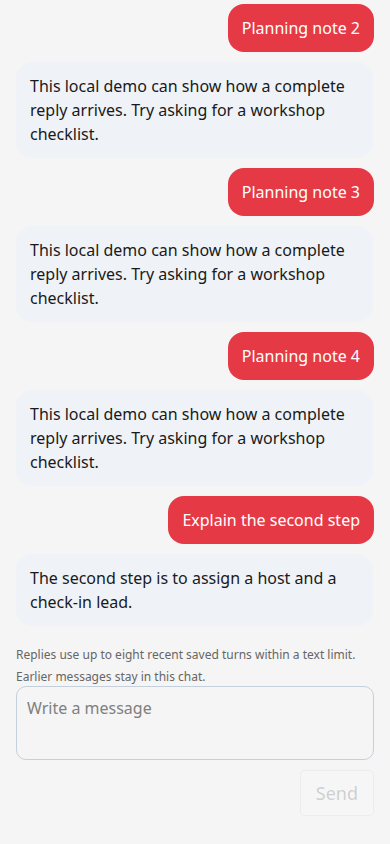 Planning note 2
This local demo can show how a complete
reply arrives. Try asking for a workshop
checklist.
Planning note 3
This local demo can show how a complete
reply arrives. Try asking for a workshop
checklist.
Planning note 4
This local demo can show how a complete
reply arrives. Try asking for a workshop
checklist.
Explain the second step
The second step is to assign a host and a
check-in lead.
Replies use up to eight recent saved turns within a text limit.
Earlier messages stay in this chat.
Write a message
Send